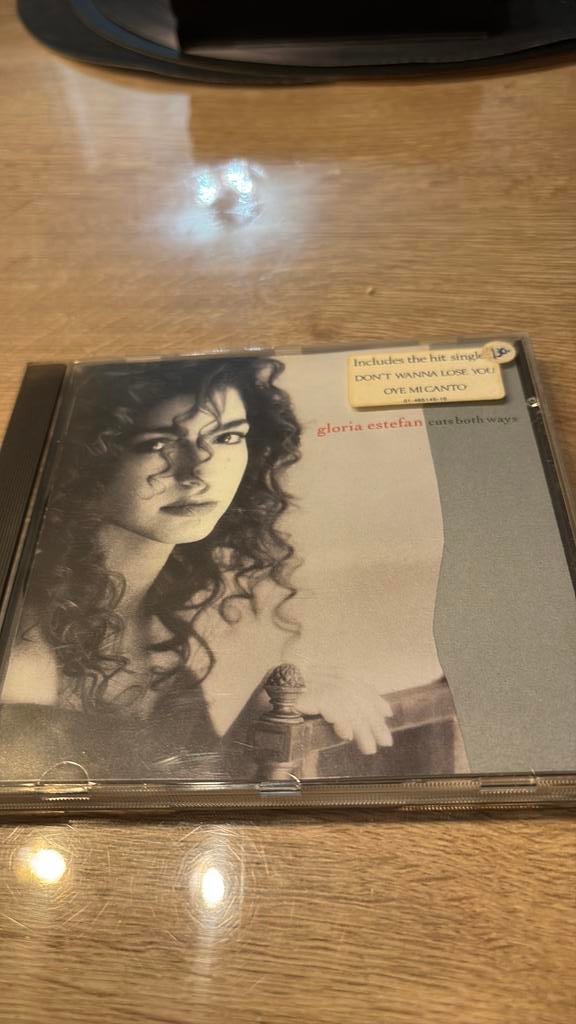 Includes the hit single
DON'T WANNA LOSE YOU
OYE MI CANTO
gloria estefan cuts both ways